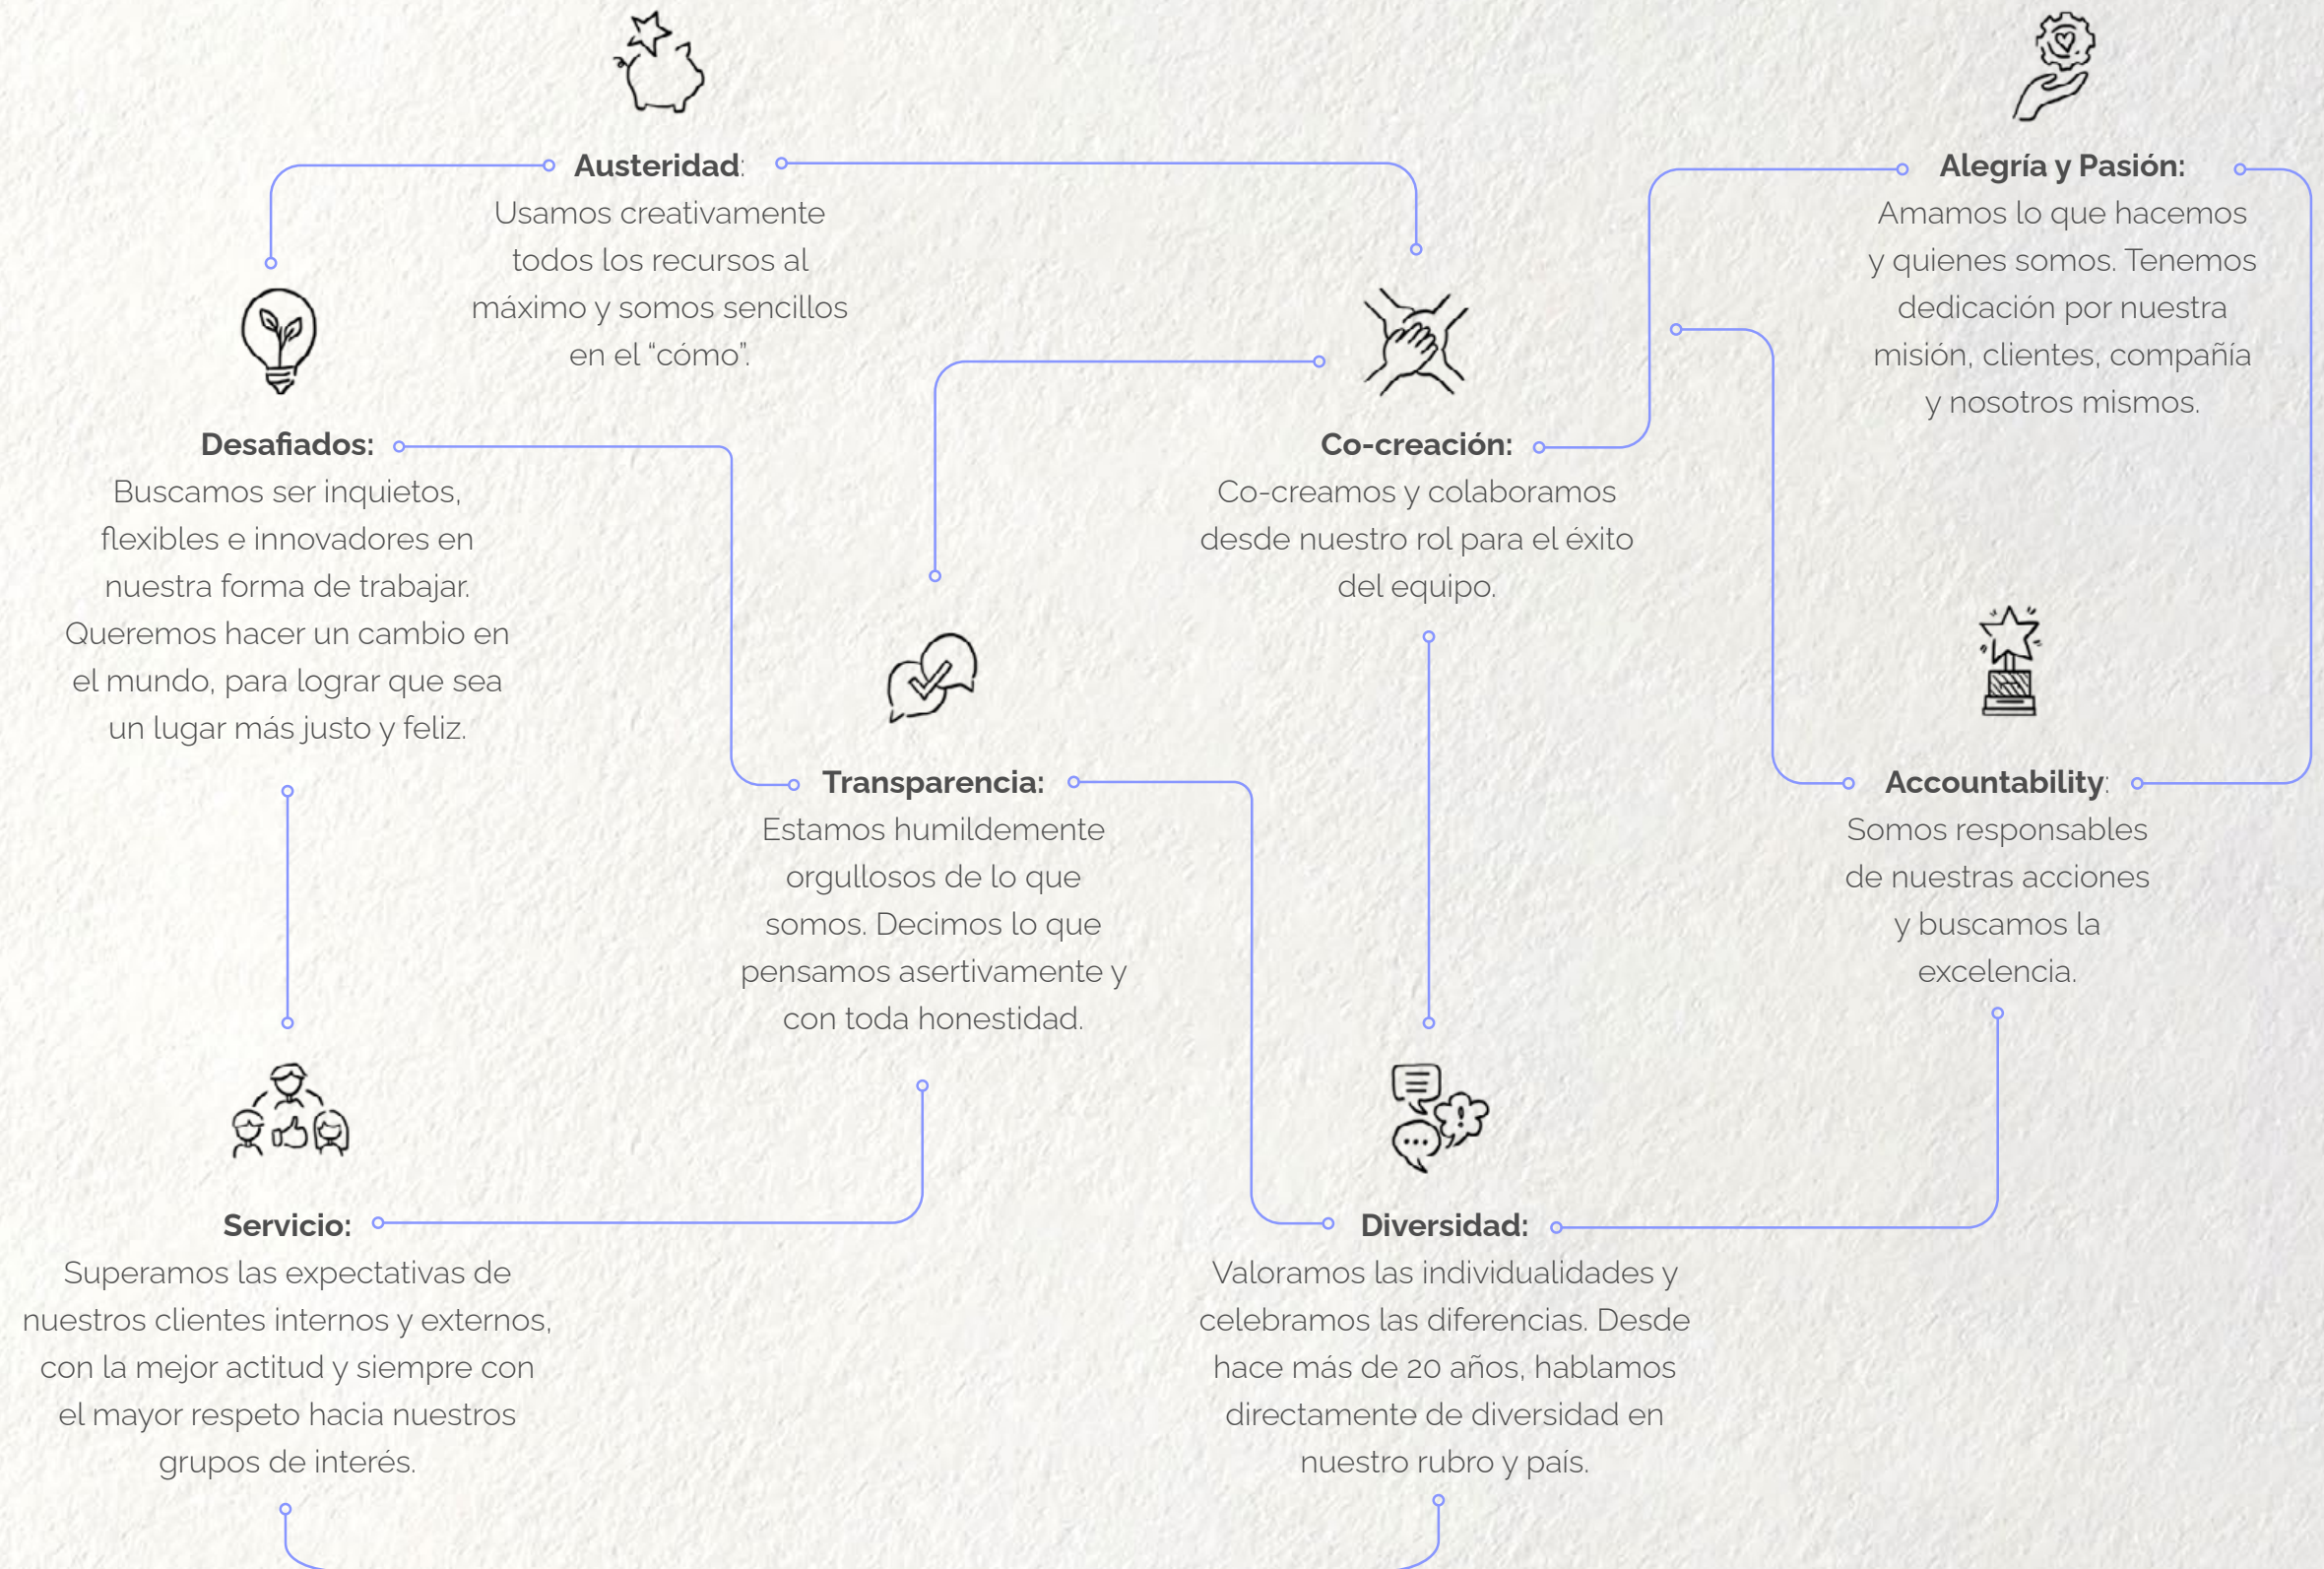 Austeridad:
Usamos creativamente
todos los recursos al
máximo y somos sencillos
en el “cómo”.
Alegría y Pasión:
Amamos lo que hacemos
y quienes somos. Tenemos
dedicación por nuestra
misión, clientes, compañía
y nosotros mismos.
Desafiados:
Buscamos ser inquietos,
flexibles e innovadores en
nuestra forma de trabajar.
Queremos hacer un cambio en
el mundo, para lograr que sea
un lugar más justo y feliz.
Co-creación:
Co-creamos y colaboramos
desde nuestro rol para el éxito
del equipo.
Transparencia:
Estamos humildemente
orgullosos de lo que
somos. Decimos lo que
pensamos asertivamente y
con toda honestidad.
Accountability:
Somos responsables
de nuestras acciones
y buscamos la
excelencia.
Servicio:
Superamos las expectativas de
nuestros clientes internos y externos,
con la mejor actitud y siempre con
el mayor respeto hacia nuestros
grupos de interés.
Diversidad:
Valoramos las individualidades y
celebramos las diferencias. Desde
hace más de 20 años, hablamos
directamente de diversidad en
nuestro rubro y país.